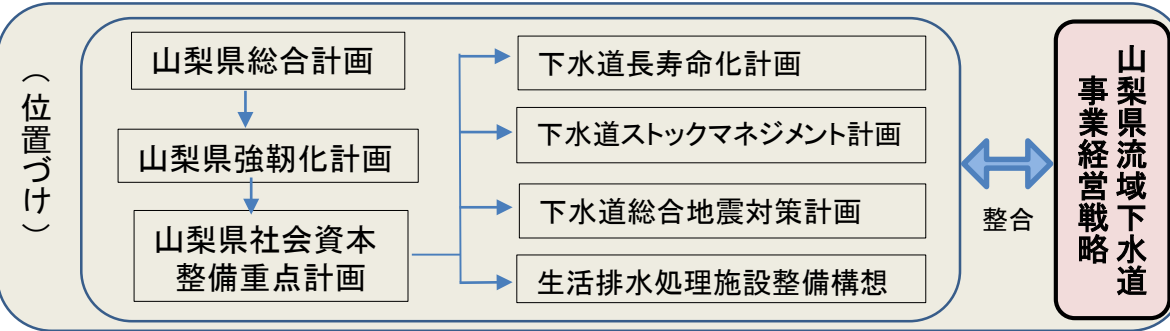 （位置づけ）
山梨県総合計画
山梨県強靭化計画
山梨県社会資本
整備重点計画
下水道長寿命化計画
下水道ストックマネジメント計画
下水道総合地震対策計画
生活排水処理施設整備構想
整合
山梨県流域下水道
事業経営戦略